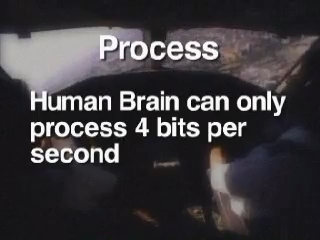 Process
Human Brain can only
process 4 bits per
second